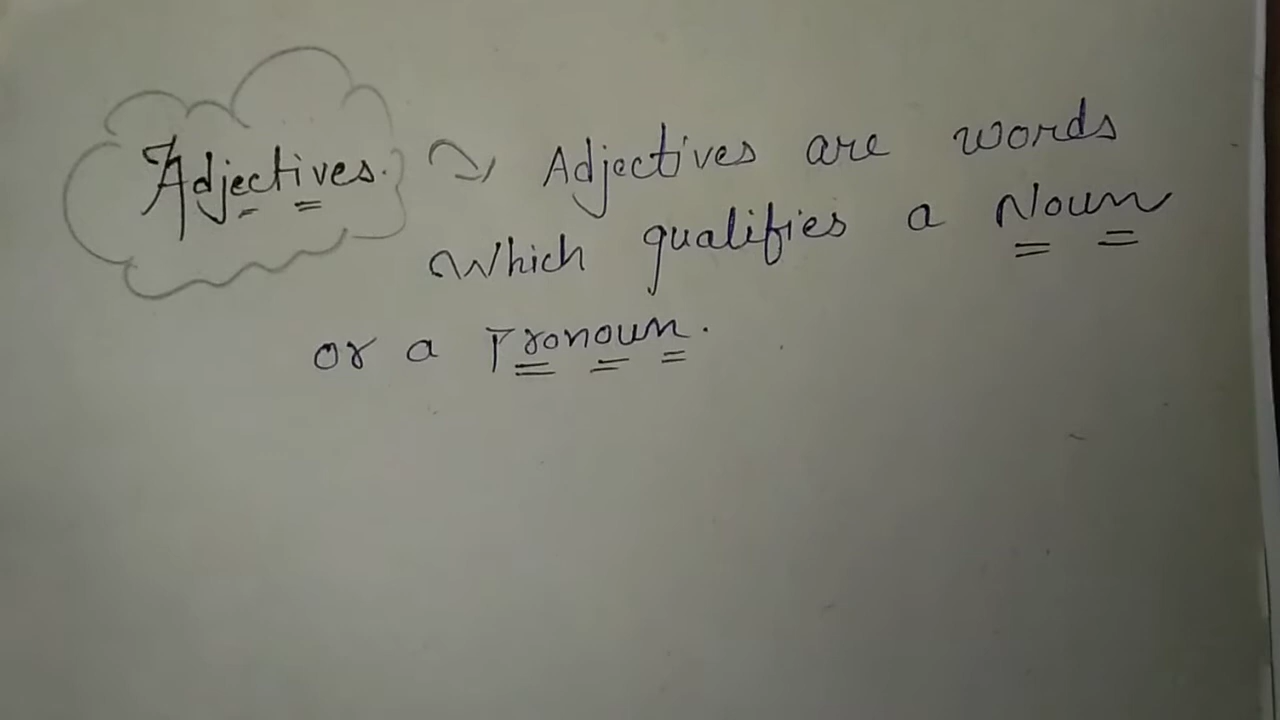 Adjectives. Adjectives are words
which qualifies a Noun
or a Pronoun.